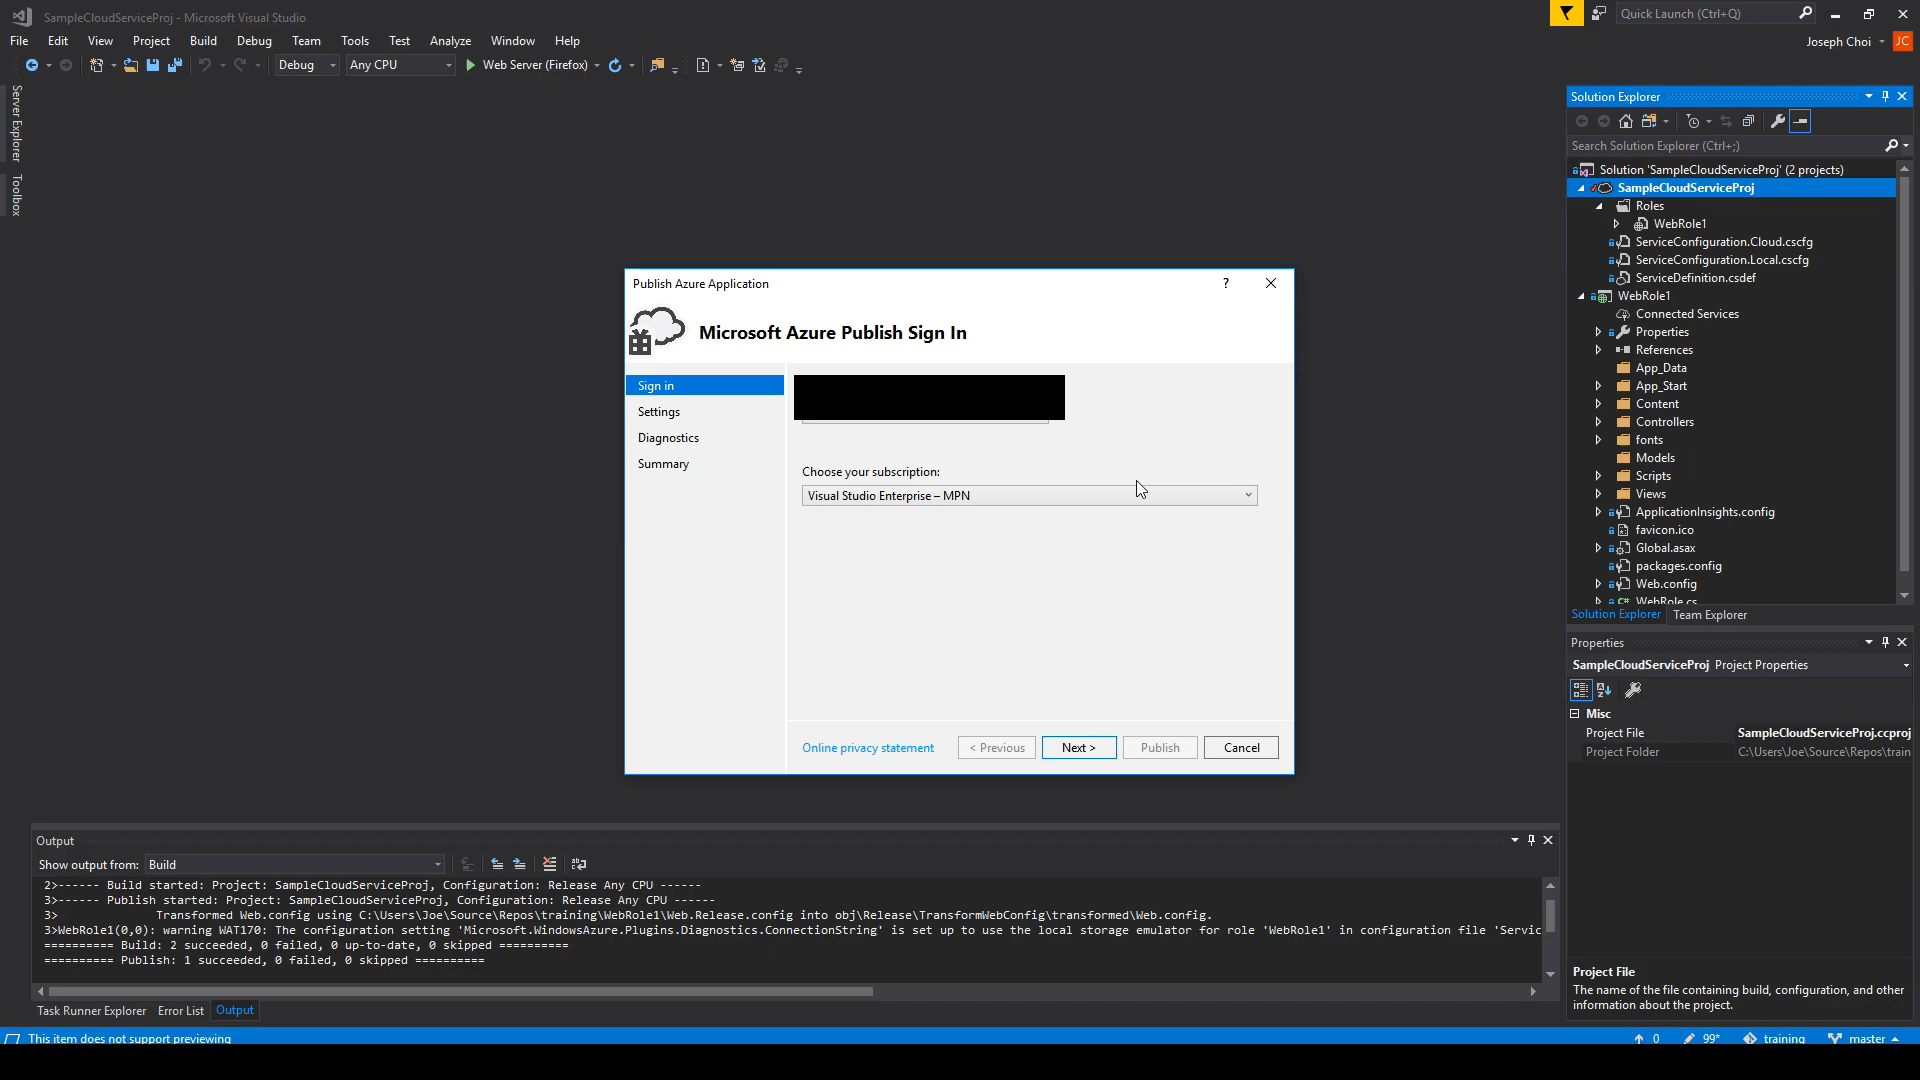 SampleCloudServiceProj - Microsoft Visual Studio
Quick Launch (Ctrl+Q)
File Edit View Project Build Debug Team Tools Test Analyze Window Help
Joseph Choi JC
Debug Any CPU Web Server (Firefox)
Server Explorer
Toolbox
Solution Explorer
Search Solution Explorer (Ctrl+;)
Solution 'SampleCloudServiceProj' (2 projects)
SampleCloudServiceProj
Roles
WebRole1
ServiceConfiguration.Cloud.cscfg
ServiceConfiguration.Local.cscfg
ServiceDefinition.csdef
WebRole1
Connected Services
Properties
References
App_Data
App_Start
Content
Controllers
fonts
Models
Scripts
Views
ApplicationInsights.config
favicon.ico
Global.asax
packages.config
Web.config
WebRole.cs
Solution Explorer Team Explorer
Publish Azure Application
?
Microsoft Azure Publish Sign In
Sign in
Settings
Diagnostics
Summary
Choose your subscription:
Visual Studio Enterprise – MPN
Online privacy statement
< Previous Next > Publish Cancel
Properties
SampleCloudServiceProj Project Properties
Misc
Project File SampleCloudServiceProj.ccproj
Project Folder C:\Users\Joe\Source\Repos\train
Project File
The name of the file containing build, configuration, and other
information about the project.
Output
Show output from: Build
2>------ Build started: Project: SampleCloudServiceProj, Configuration: Release Any CPU ------
3>------ Publish started: Project: SampleCloudServiceProj, Configuration: Release Any CPU ------
3> Transformed Web.config using C:\Users\Joe\Source\Repos\training\WebRole1\Web.Release.config into obj\Release\TransformWebConfig\transformed\Web.config.
3>WebRole1(0,0): warning WAT170: The configuration setting 'Microsoft.WindowsAzure.Plugins.Diagnostics.ConnectionString' is set up to use the local storage emulator for role 'WebRole1' in configuration file 'Servic
========== Build: 2 succeeded, 0 failed, 0 up-to-date, 0 skipped ==========
========== Publish: 1 succeeded, 0 failed, 0 skipped ==========
Task Runner Explorer Error List Output
This item does not support previewing
0 99* training master